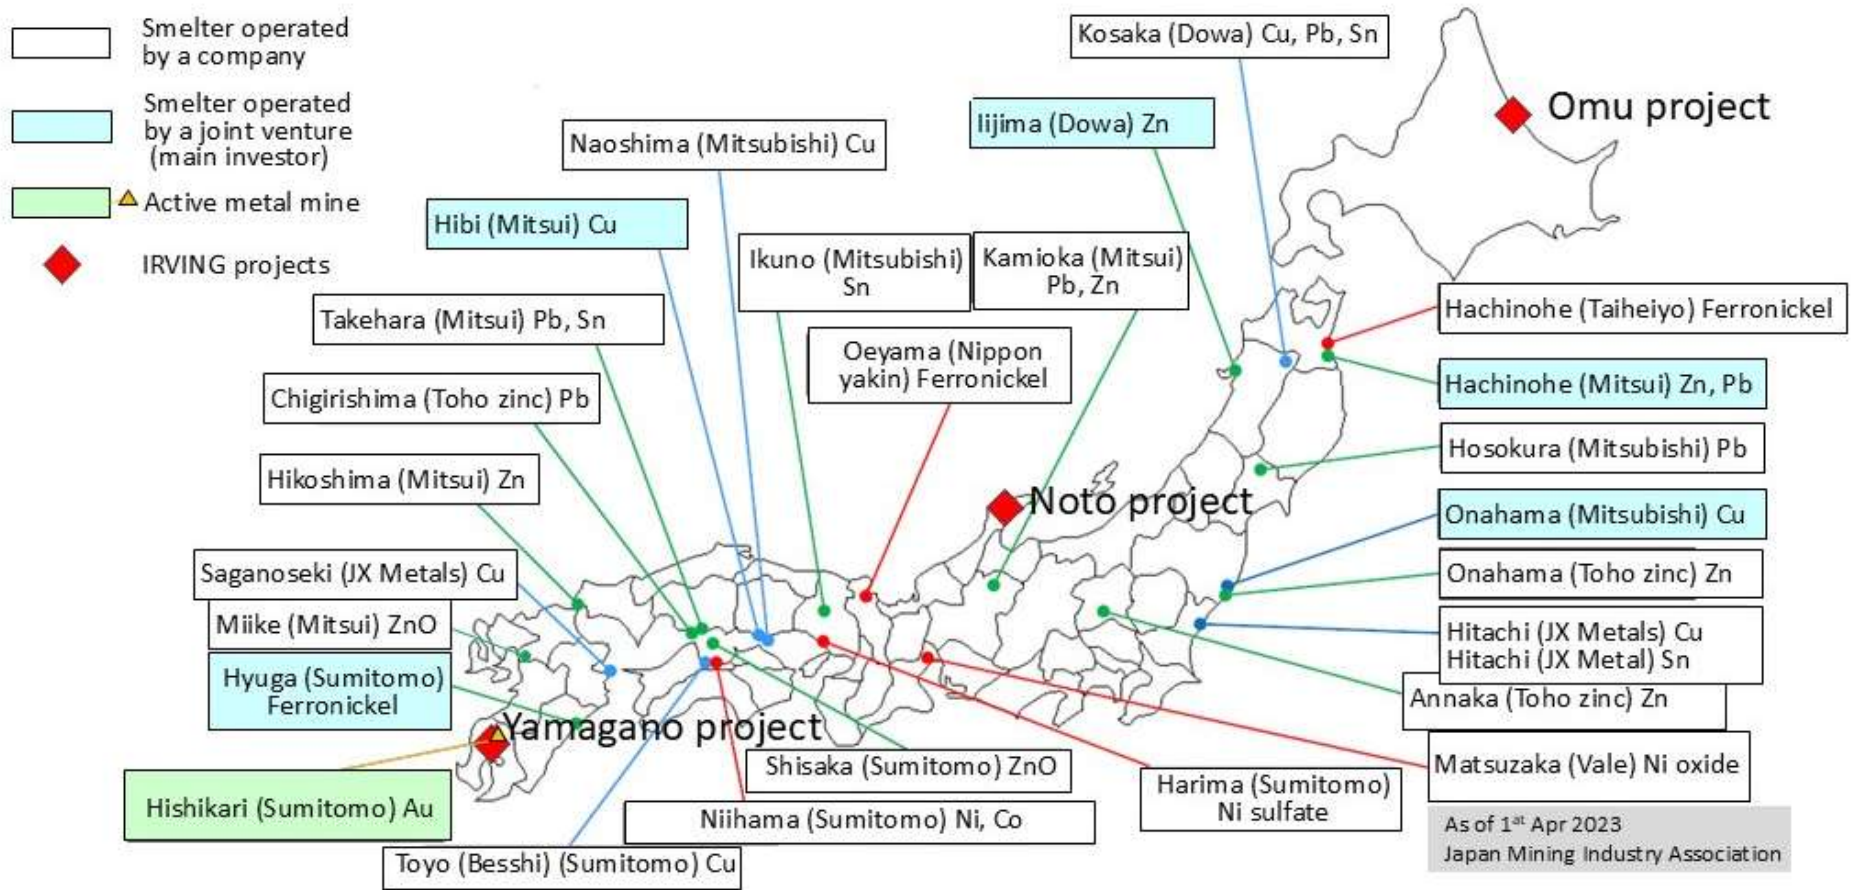 Smelter operated
by a company
Smelter operated
by a joint venture
(main investor)
Active metal mine
IRVING projects
Kosaka (Dowa) Cu, Pb, Sn
Iijima (Dowa) Zn
Omu project
Naoshima (Mitsubishi) Cu
Hibi (Mitsui) Cu
Ikuno (Mitsubishi)
Sn
Kamioka (Mitsui)
Pb, Zn
Takehara (Mitsui) Pb, Sn
Oeyama (Nippon
yakin) Ferronickel
Hachinohe (Taiheiyo) Ferronickel
Hachinohe (Mitsui) Zn, Pb
Chigirishima (Toho zinc) Pb
Hosokura (Mitsubishi) Pb
Hikoshima (Mitsui) Zn
Noto project
Onahama (Mitsubishi) Cu
Saganoseki (JX Metals) Cu
Onahama (Toho zinc) Zn
Miike (Mitsui) ZnO
Hitachi (JX Metals) Cu
Hitachi (JX Metal) Sn
Hyuga (Sumitomo)
Ferronickel
Annaka (Toho zinc) Zn
Yamagano project
Shisaka (Sumitomo) ZnO
Matsuzaka (Vale) Ni oxide
Harima (Sumitomo)
Ni sulfate
Hishikari (Sumitomo) Au
Niihama (Sumitomo) Ni, Co
Toyo (Besshi) (Sumitomo) Cu
As of 1st Apr 2023
Japan Mining Industry Association